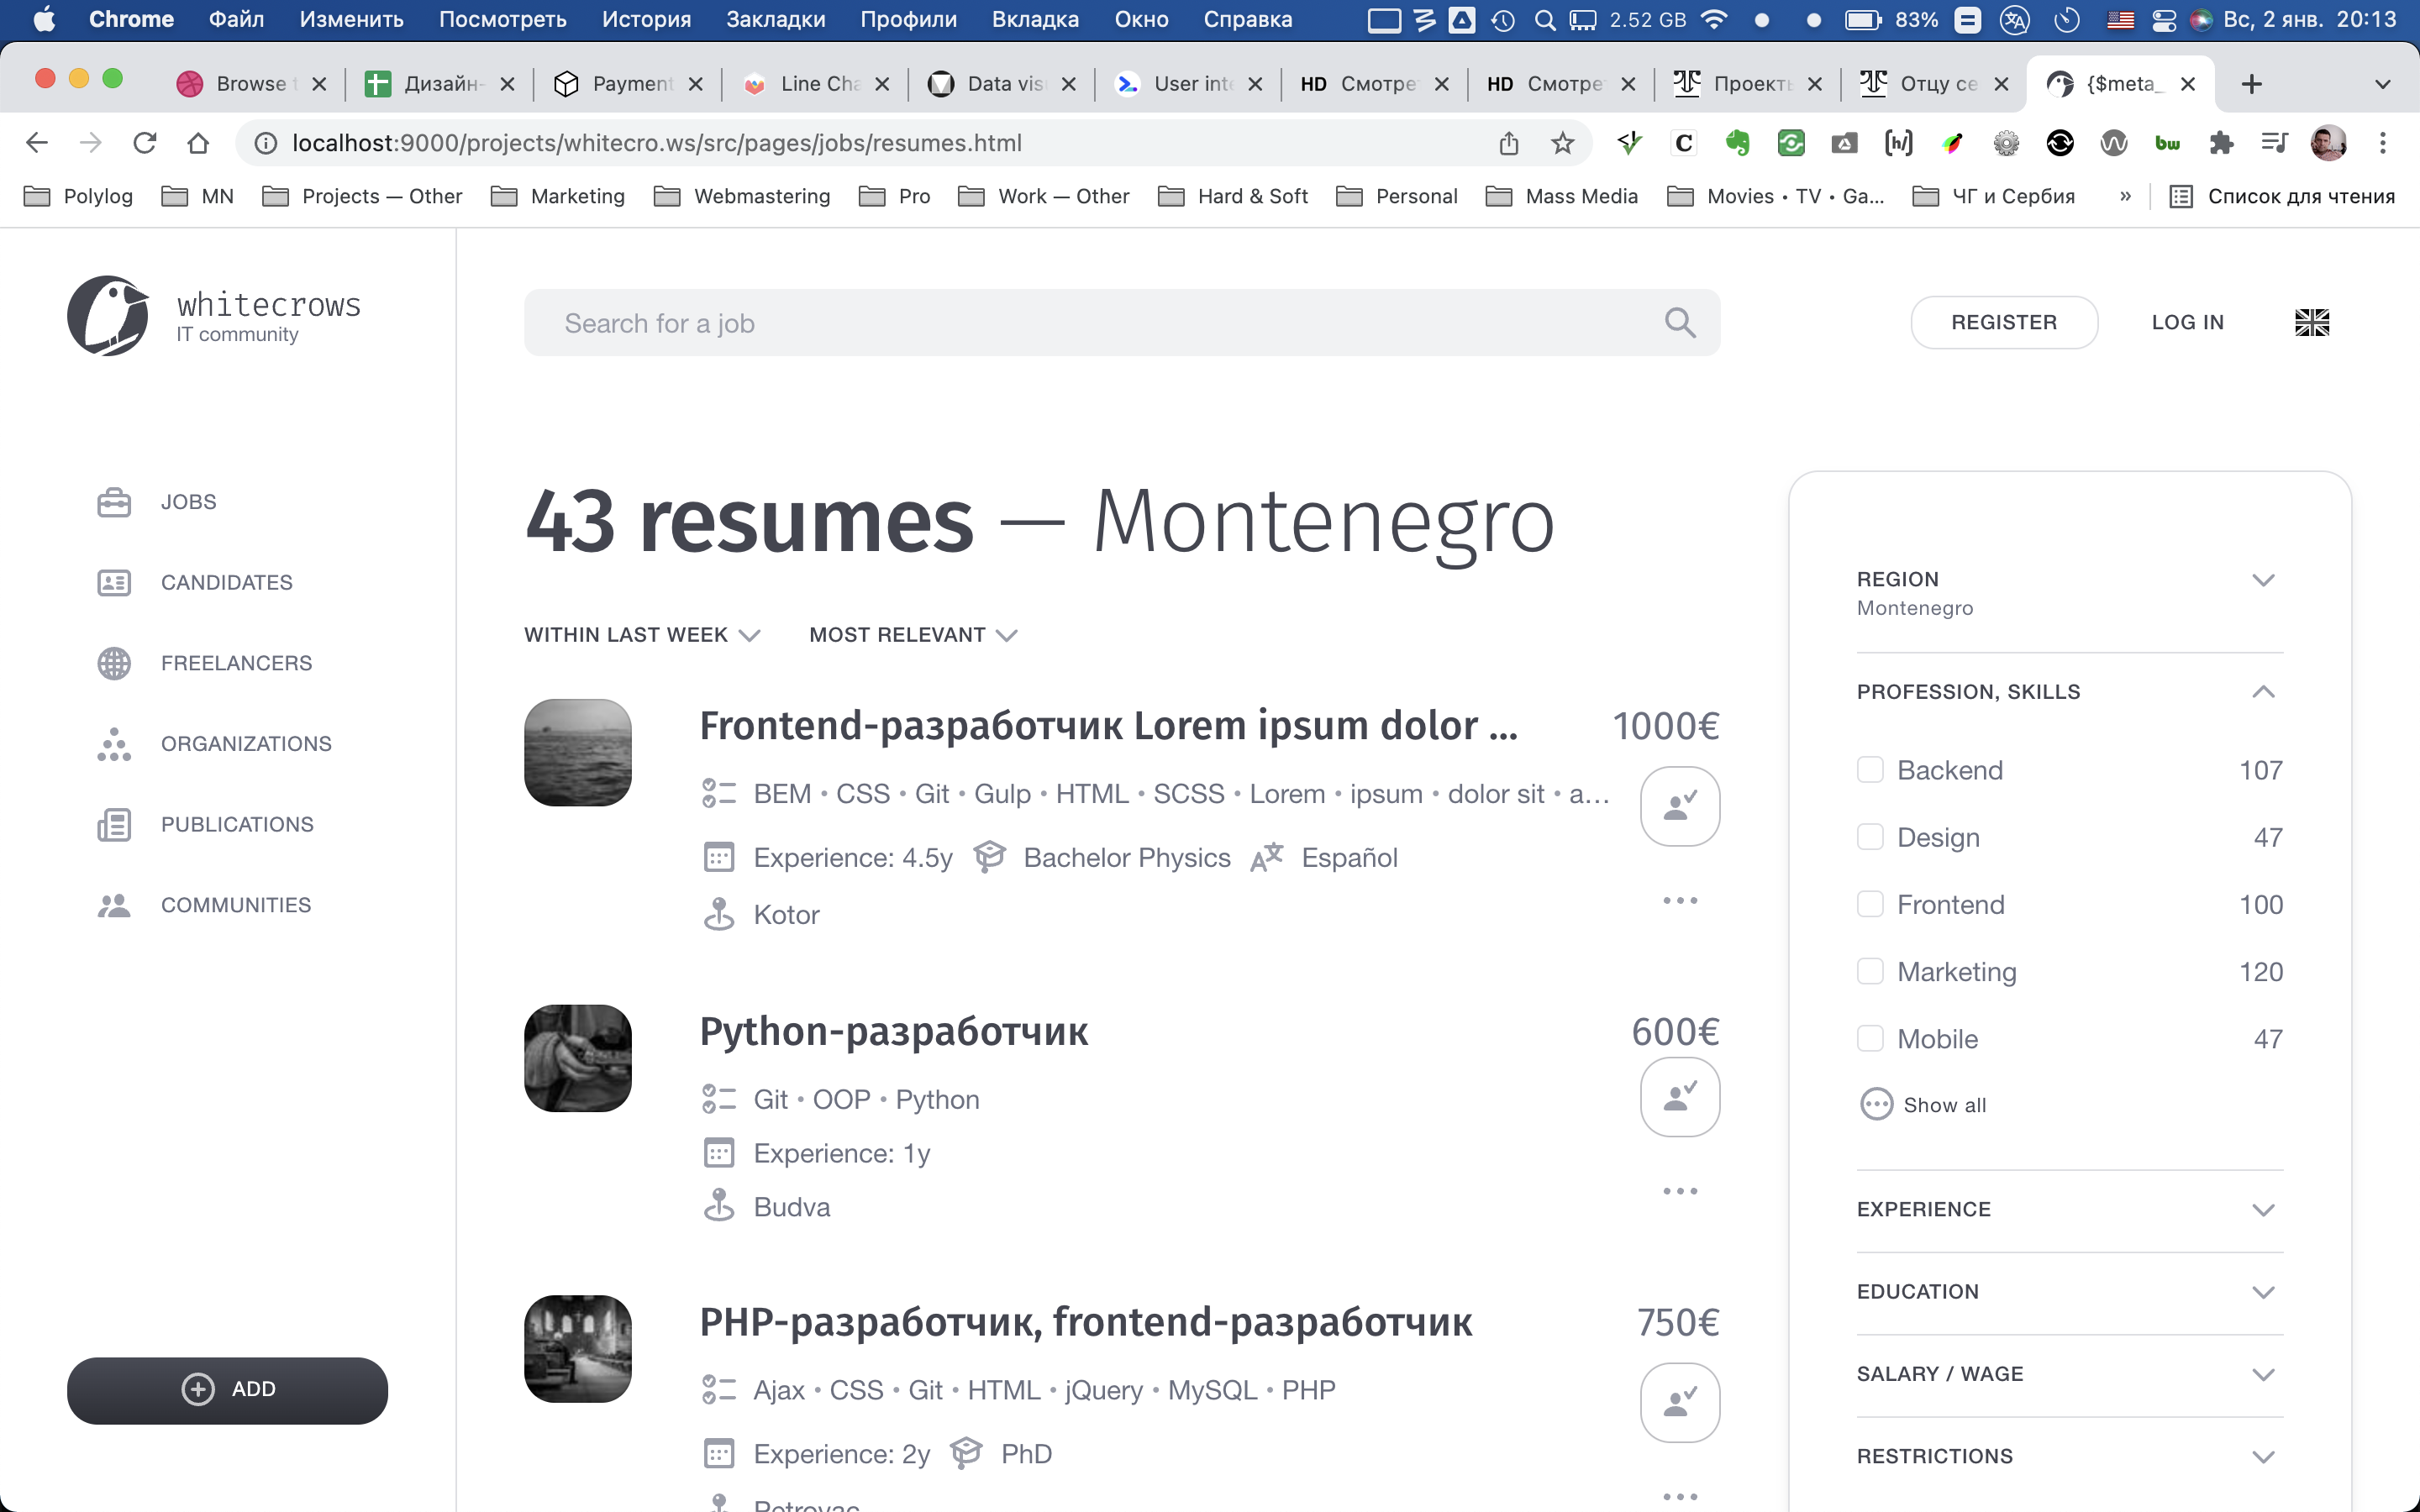 Chrome Файл Изменить Посмотреть История Закладки Профили Вкладка Окно Справка 2.52 GB 83% Вс, 2 янв. 20:13
Browse Дизайн- Payment Line Cha Data vis User inte HD Смотре HD Смотре Проекты Отцу се {$meta_
localhost:9000/projects/whitecro.ws/src/pages/jobs/resumes.html
Polylog MN Projects — Other Marketing Webmastering Pro Work — Other Hard & Soft Personal Mass Media Movies • TV • Ga... ЧГ и Сербия » Список для чтения
whitecrows
IT community
Search for a job
REGISTER LOG IN
JOBS
CANDIDATES
FREELANCERS
ORGANIZATIONS
PUBLICATIONS
COMMUNITIES
ADD
43 resumes — Montenegro
WITHIN LAST WEEK MOST RELEVANT
Frontend-разработчик Lorem ipsum dolor ... 1000€
BEM • CSS • Git • Gulp • HTML • SCSS • Lorem • ipsum • dolor sit • a...
Experience: 4.5y Bachelor Physics Español
Kotor
Python-разработчик 600€
Git • OOP • Python
Experience: 1y
Budva
PHP-разработчик, frontend-разработчик 750€
Ajax • CSS • Git • HTML • jQuery • MySQL • PHP
Experience: 2y PhD
Petrovac
REGION
Montenegro
PROFESSION, SKILLS
Backend 107
Design 47
Frontend 100
Marketing 120
Mobile 47
Show all
EXPERIENCE
EDUCATION
SALARY / WAGE
RESTRICTIONS